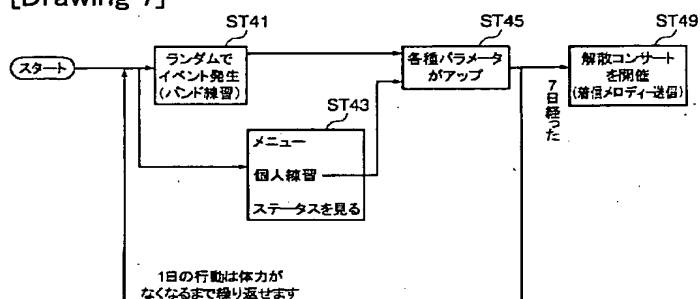 [Drawing 7]
ST41
ST45
ST49
スタート
ランダムで
イベント発生
(バンド練習)
各種パラメータ
がアップ
解散コンサート
を開催
(着信メロディー送信)
7日経った
ST43
メニュー
個人練習
ステータスを見る
1日の行動は体力が
なくなるまで繰り返せます